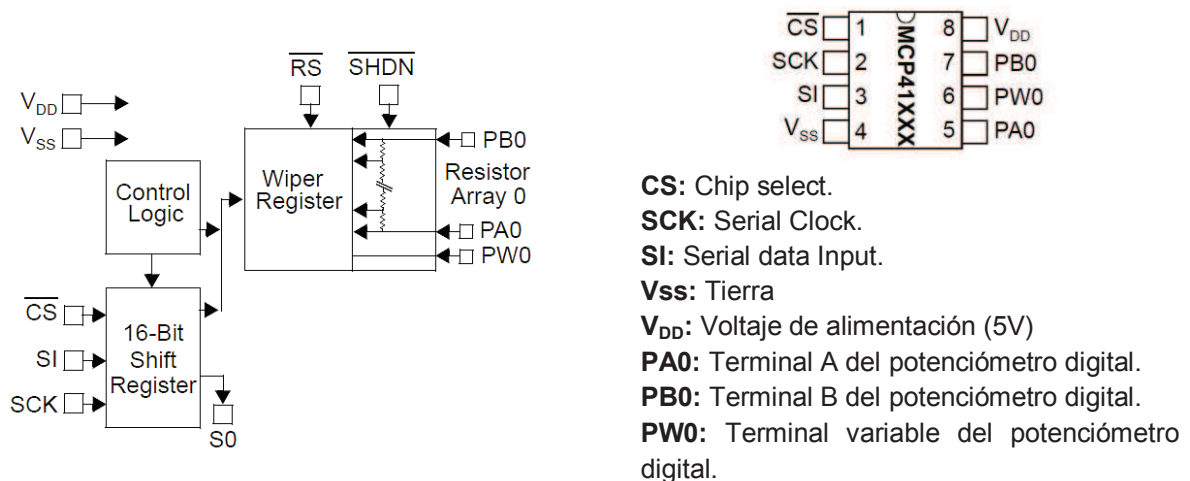 RS SHDN
VDD
VSS
Control
Logic
Wiper
Register
PB0
Resistor
Array 0
PA0
PW0
CS
SI
SCK
16-Bit
Shift
Register
S0
CS 1 8 VDD
SCK 2 7 PB0
SI 3 6 PW0
Vss 4 5 PA0
MCP41XXX
CS: Chip select.
SCK: Serial Clock.
SI: Serial data Input.
Vss: Tierra
VDD: Voltaje de alimentación (5V)
PA0: Terminal A del potenciómetro digital.
PB0: Terminal B del potenciómetro digital.
PW0: Terminal variable del potenciómetro
digital.